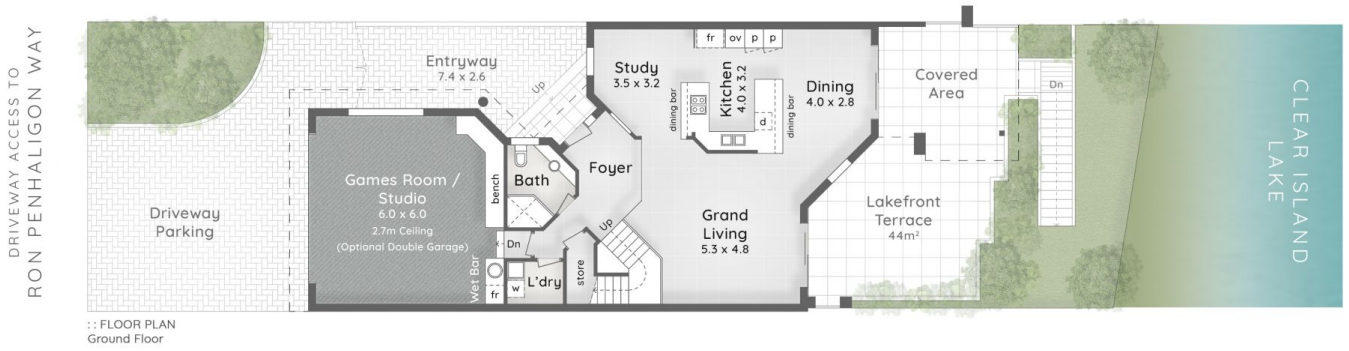 DRIVEWAY ACCESS TO
RON PENHALIGON WAY
Driveway
Parking
Entryway
7.4 x 2.6
Up
Games Room /
Studio
6.0 x 6.0
2.7m Ceiling
(Optional Double Garage)
bench
Wet Bar
fr
Bath
Dn
w
L'dry
store
Foyer
Up
Study
3.5 x 3.2
fr
ov
p
p
dining bar
Kitchen
4.0 x 3.2
d
dining bar
Dining
4.0 x 2.8
Grand
Living
5.3 x 4.8
Covered
Area
Lakefront
Terrace
44m²
Dn
CLEAR ISLAND
LAKE
:: FLOOR PLAN
Ground Floor